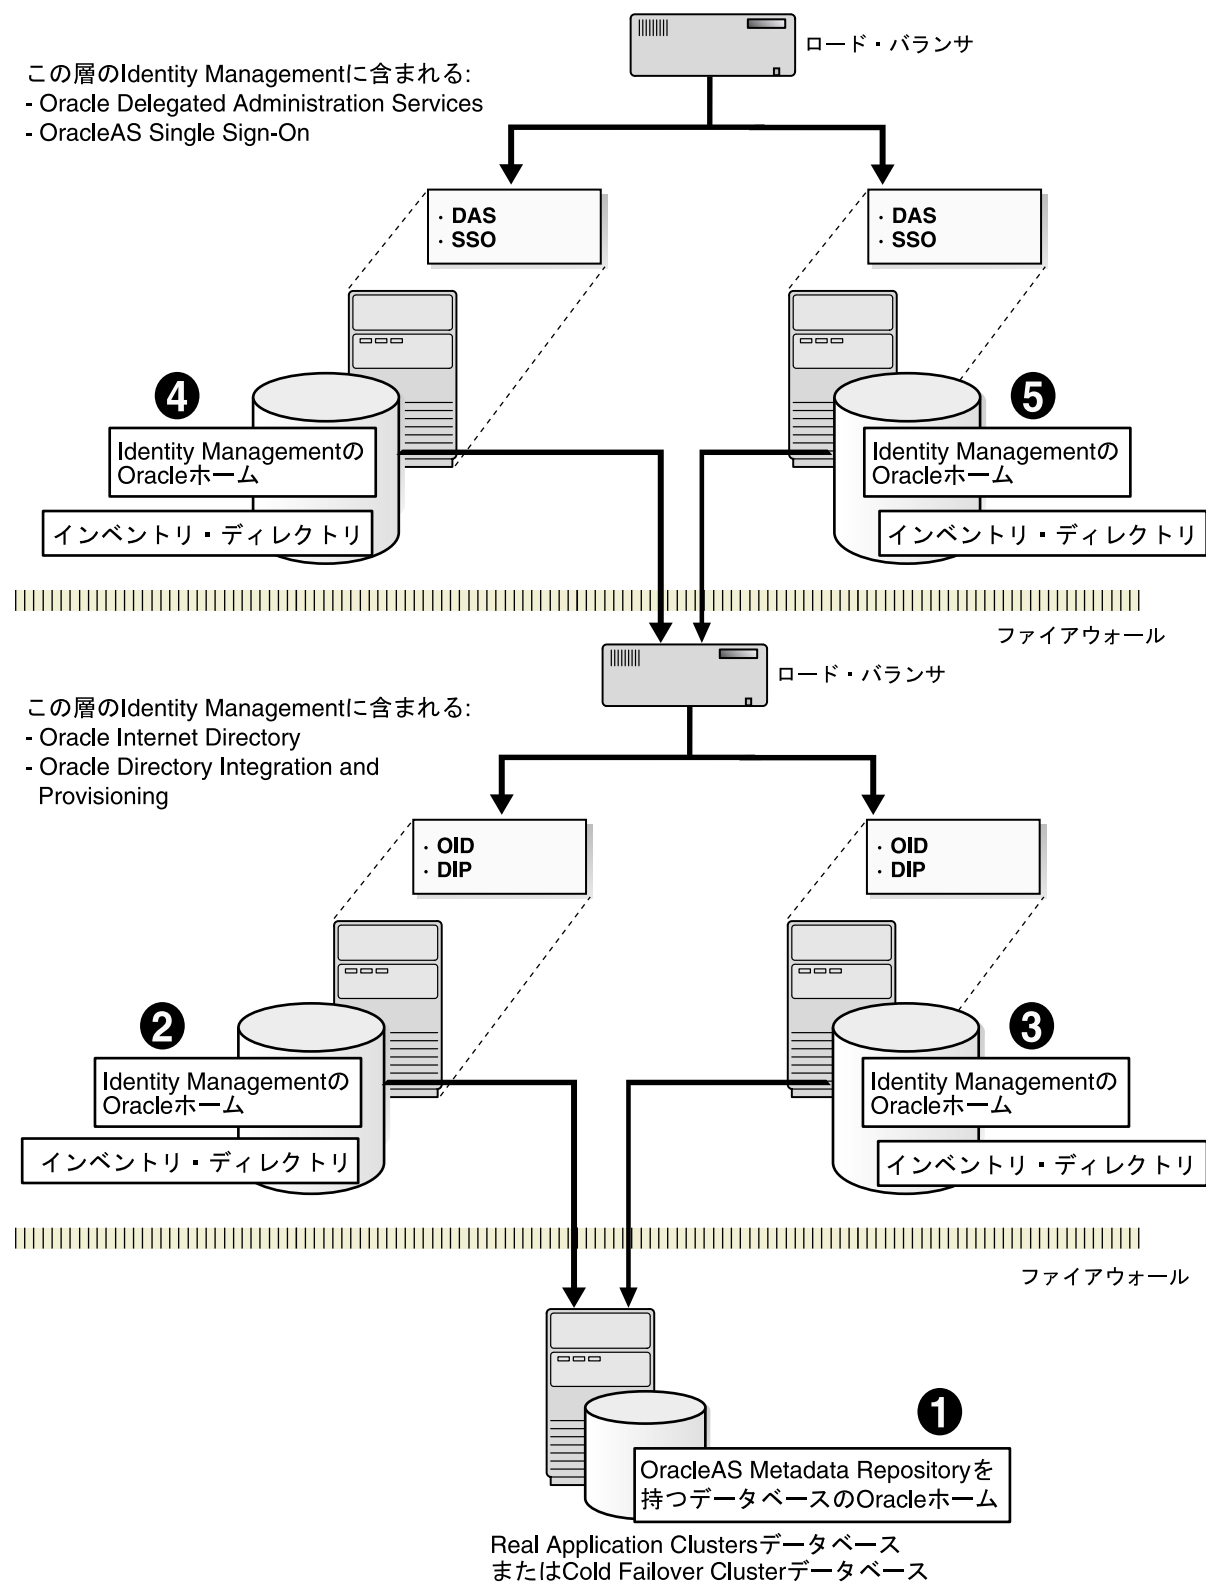 ロード・バランサ
この層のIdentity Managementに含まれる:
- Oracle Delegated Administration Services
- OracleAS Single Sign-On
・DAS
・SSO
・DAS
・SSO
4
5
Identity Managementの
Oracleホーム
Identity Managementの
Oracleホーム
インベントリ・ディレクトリ
インベントリ・ディレクトリ
ファイアウォール
ロード・バランサ
この層のIdentity Managementに含まれる:
- Oracle Internet Directory
- Oracle Directory Integration and
Provisioning
・OID
・DIP
・OID
・DIP
2
3
Identity Managementの
Oracleホーム
Identity Managementの
Oracleホーム
インベントリ・ディレクトリ
インベントリ・ディレクトリ
ファイアウォール
1
OracleAS Metadata Repositoryを
持つデータベースのOracleホーム
Real Application Clustersデータベース
またはCold Failover Clusterデータベース